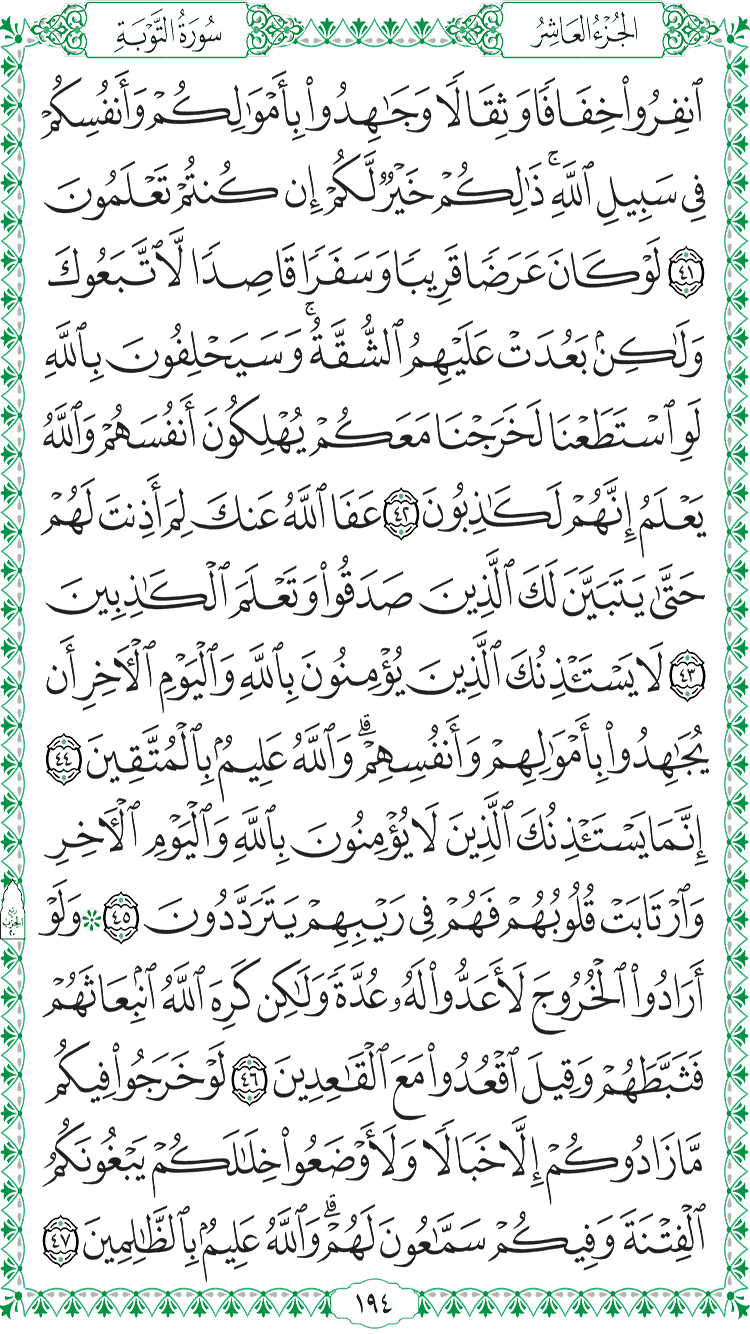 الجُزْءُ العَاشِرُ
سُورَةُ التَّوْبَةِ
ٱنفِرُوا۟ خِفَافًا وَثِقَالًا وَجَـٰهِدُوا۟ بِأَمْوَٰلِكُمْ وَأَنفُسِكُمْ
فِى سَبِيلِ ٱللَّهِ ۚ ذَٰلِكُمْ خَيْرٌ لَّكُمْ إِن كُنتُمْ تَعْلَمُونَ
٤١ لَوْ كَانَ عَرَضًا قَرِيبًا وَسَفَرًا قَاصِدًا لَّٱتَّبَعُوكَ
وَلَـٰكِنۢ بَعُدَتْ عَلَيْهِمُ ٱلشُّقَّةُ ۚ وَسَيَحْلِفُونَ بِٱللَّهِ
لَوِ ٱسْتَطَعْنَا لَخَرَجْنَا مَعَكُمْ يُهْلِكُونَ أَنفُسَهُمْ وَٱللَّهُ
يَعْلَمُ إِنَّهُمْ لَكَـٰذِبُونَ ٤٢ عَفَا ٱللَّهُ عَنكَ لِمَ أَذِنتَ لَهُمْ
حَتَّىٰ يَتَبَيَّنَ لَكَ ٱلَّذِينَ صَدَقُوا۟ وَتَعْلَمَ ٱلْكَـٰذِبِينَ
٤٣ لَا يَسْتَـْٔذِنُكَ ٱلَّذِينَ يُؤْمِنُونَ بِٱللَّهِ وَٱلْيَوْمِ ٱلْـَٔاخِرِ أَن
يُجَـٰهِدُوا۟ بِأَمْوَٰلِهِمْ وَأَنفُسِهِمْ ۗ وَٱللَّهُ عَلِيمٌۢ بِٱلْمُتَّقِينَ ٤٤
إِنَّمَا يَسْتَـْٔذِنُكَ ٱلَّذِينَ لَا يُؤْمِنُونَ بِٱللَّهِ وَٱلْيَوْمِ ٱلْـَٔاخِرِ
وَٱرْتَابَتْ قُلُوبُهُمْ فَهُمْ فِى رَيْبِهِمْ يَتَرَدَّدُونَ ٤٥ ۞ وَلَوْ
أَرَادُوا۟ ٱلْخُرُوجَ لَأَعَدُّوا۟ لَهُۥ عُدَّةً وَلَـٰكِن كَرِهَ ٱللَّهُ ٱنۢبِعَاثَهُمْ
فَثَبَّطَهُمْ وَقِيلَ ٱقْعُدُوا۟ مَعَ ٱلْقَـٰعِدِينَ ٤٦ لَوْ خَرَجُوا۟ فِيكُم
مَّا زَادُوكُمْ إِلَّا خَبَالًا وَلَأَوْضَعُوا۟ خِلَـٰلَكُمْ يَبْغُونَكُمُ
ٱلْفِتْنَةَ وَفِيكُمْ سَمَّـٰعُونَ لَهُمْ ۗ وَٱللَّهُ عَلِيمٌۢ بِٱلظَّـٰلِمِينَ ٤٧
١٩٤